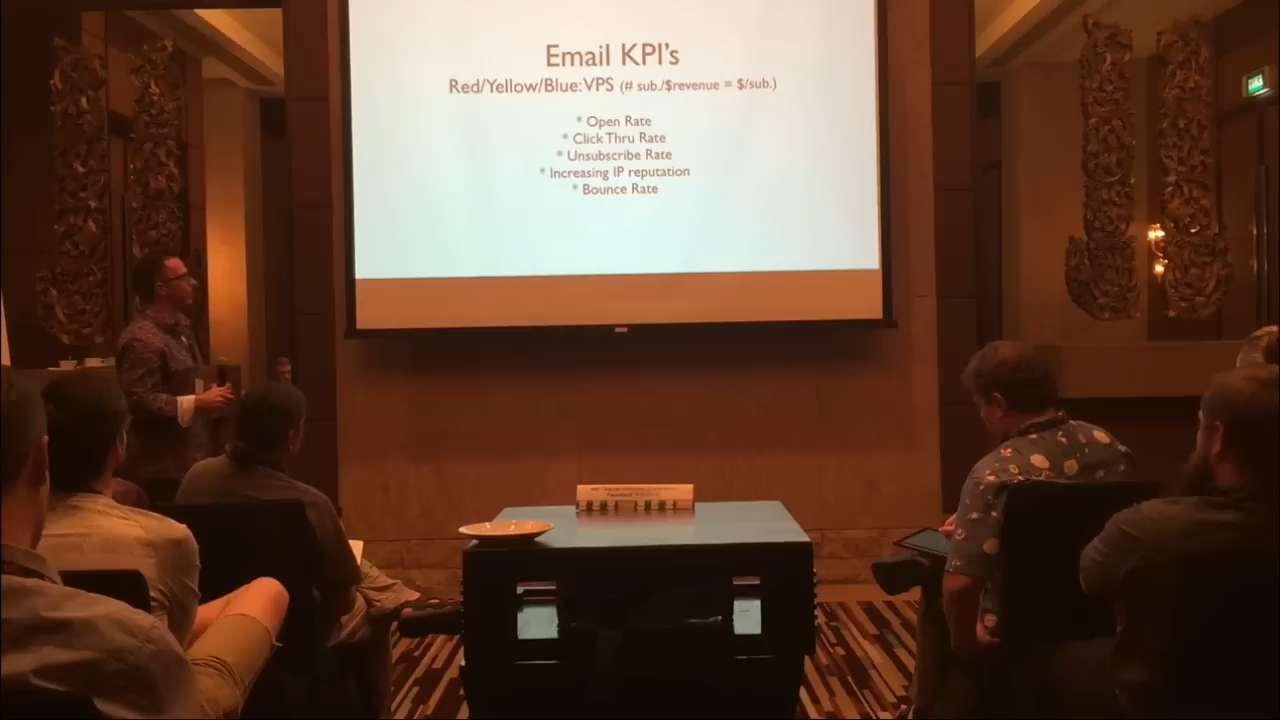 Email KPI's
Red/Yellow/Blue:VPS (# sub./$revenue = $/sub.)
* Open Rate
* Click Thru Rate
* Unsubscribe Rate
* Increasing IP reputation
* Bounce Rate